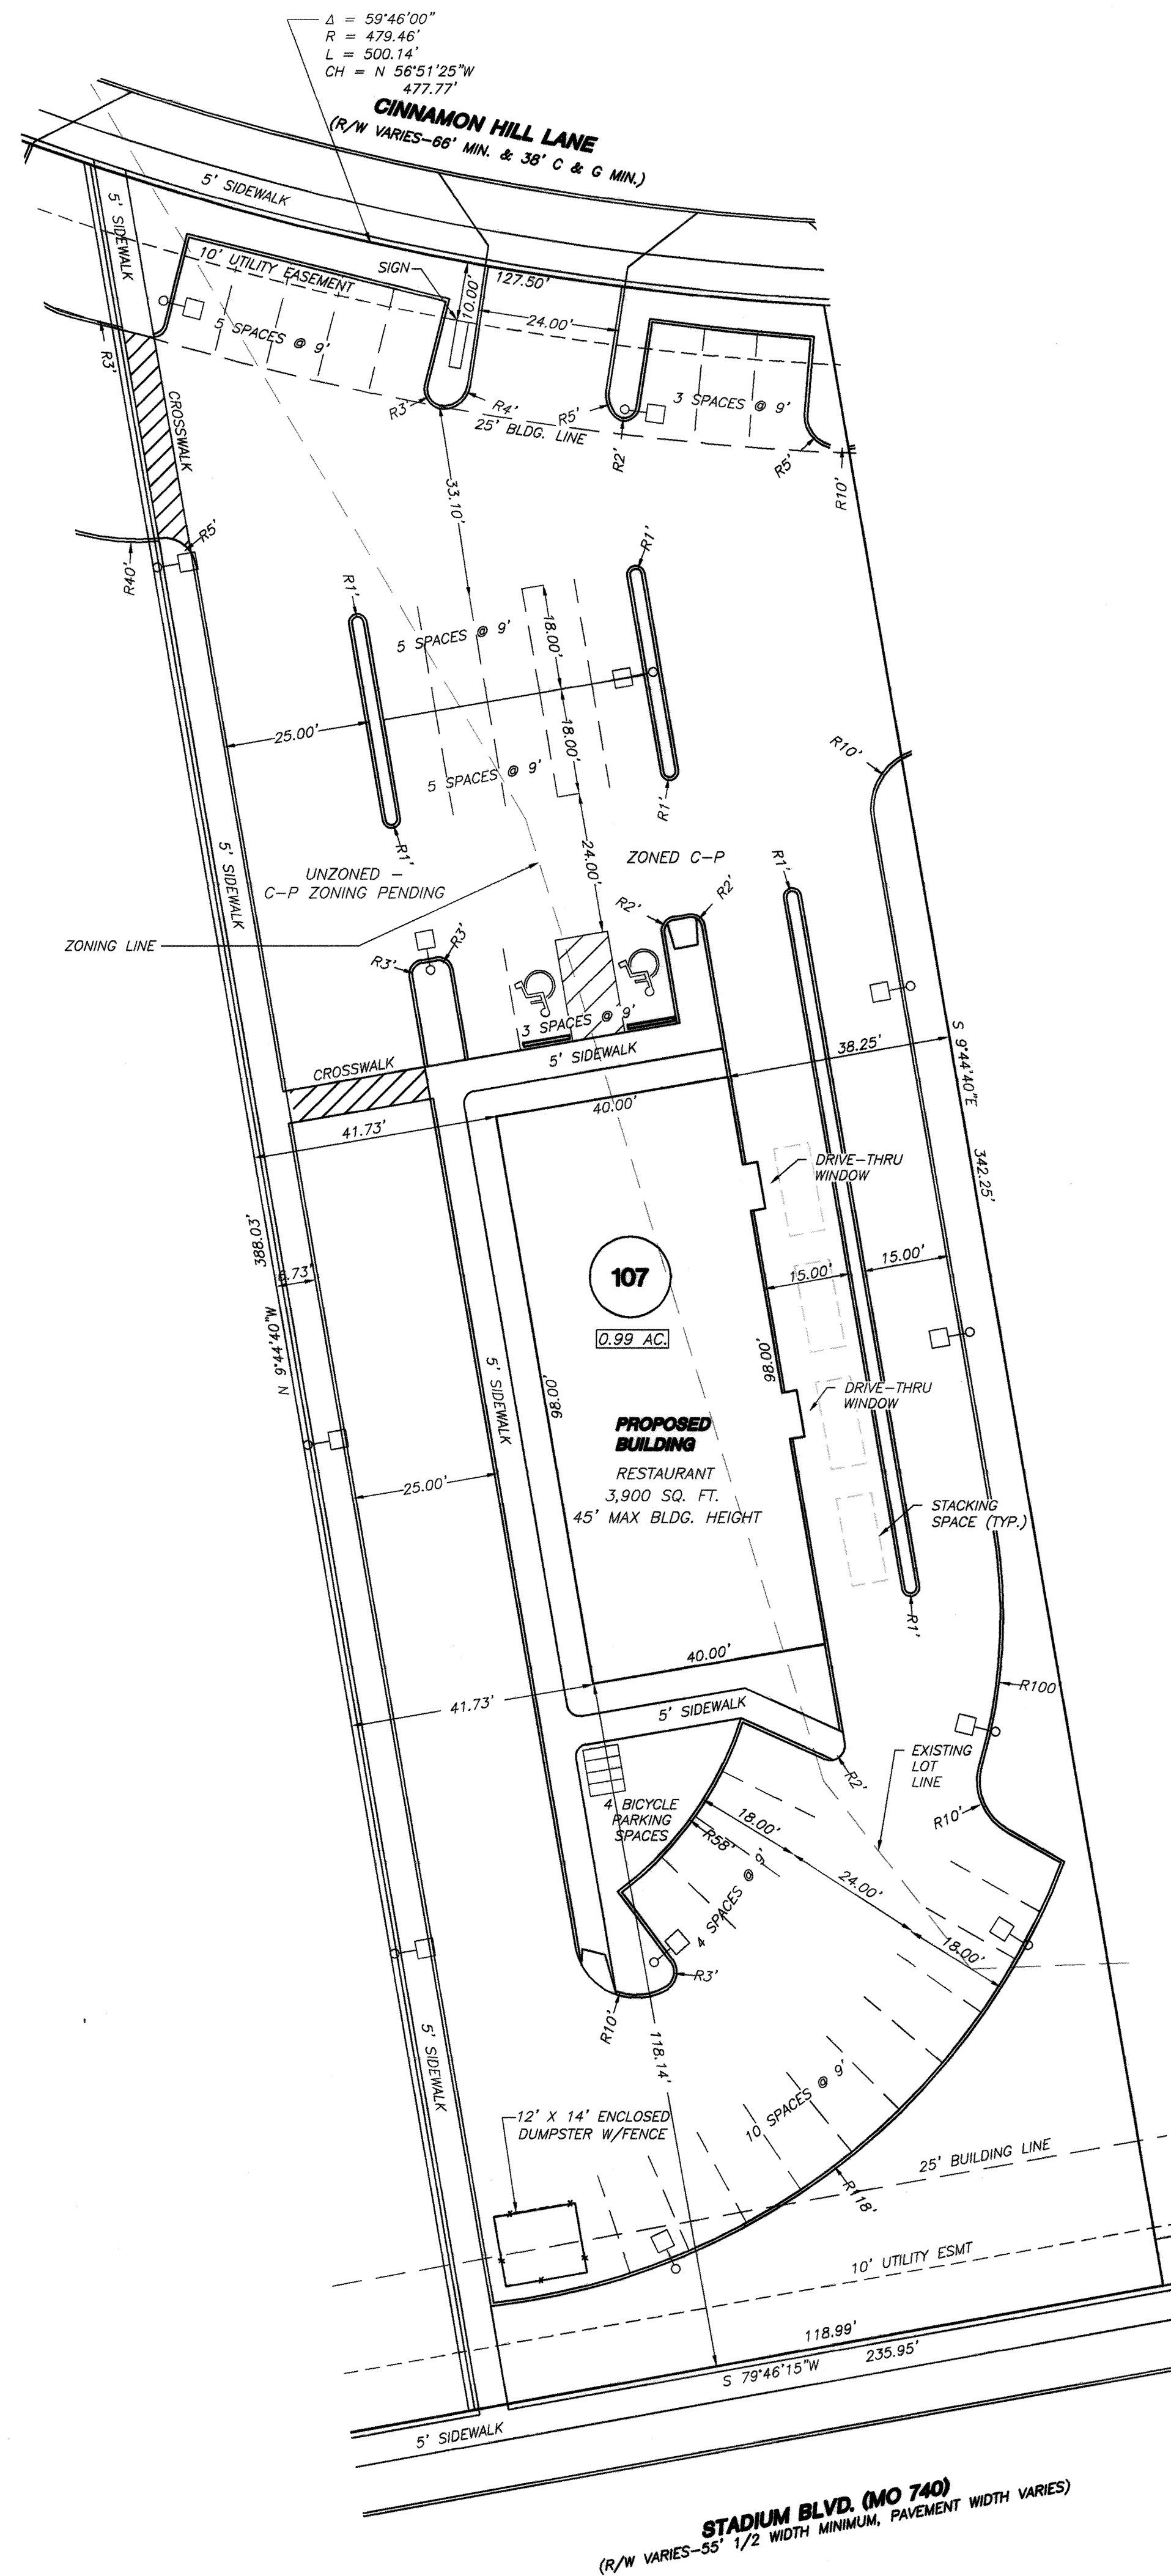 Δ = 59°46'00"
R = 479.46'
L = 500.14'
CH = N 56°51'25"W
477.77'
CINNAMON HILL LANE
(R/W VARIES-66' MIN. & 38' C & G MIN.)
5' SIDEWALK
5' SIDEWALK
10' UTILITY EASEMENT
SIGN
10.00'
127.50'
24.00'
5 SPACES @ 9'
3 SPACES @ 9'
R3'
R3'
R4'
R5'
25' BLDG. LINE
R2'
R5'
R10'
CROSSWALK
33.10'
R5'
R40'
R1'
R1'
5 SPACES @ 9'
18.00'
25.00'
18.00'
5 SPACES @ 9'
R10'
R1'
R1'
24.00'
5' SIDEWALK
UNZONED -
C-P ZONING PENDING
ZONED C-P
R1'
ZONING LINE
R2'
R2'
R3'
R3'
3 SPACES @ 9'
5' SIDEWALK
CROSSWALK
38.25'
S 9°44'40"E
342.25'
41.73'
40.00'
DRIVE-THRU
WINDOW
388.03'
6.73'
N 9°44'40"W
107
0.99 AC.
15.00'
15.00'
98.00'
98.00'
5' SIDEWALK
DRIVE-THRU
WINDOW
PROPOSED
BUILDING
RESTAURANT
3,900 SQ. FT.
45' MAX BLDG. HEIGHT
25.00'
STACKING
SPACE (TYP.)
R1'
40.00'
41.73'
5' SIDEWALK
R100
R2'
EXISTING
LOT
LINE
4 BICYCLE
PARKING
SPACES
18.00'
R58'
R10'
4 SPACES @ 9'
24.00'
18.00'
R3'
R10'
118.14'
5' SIDEWALK
10 SPACES @ 9'
12' X 14' ENCLOSED
DUMPSTER W/FENCE
R118'
25' BUILDING LINE
10' UTILITY ESMT
118.99'
S 79°46'15"W
235.95'
5' SIDEWALK
STADIUM BLVD. (MO 740)
(R/W VARIES-55' 1/2 WIDTH MINIMUM, PAVEMENT WIDTH VARIES)